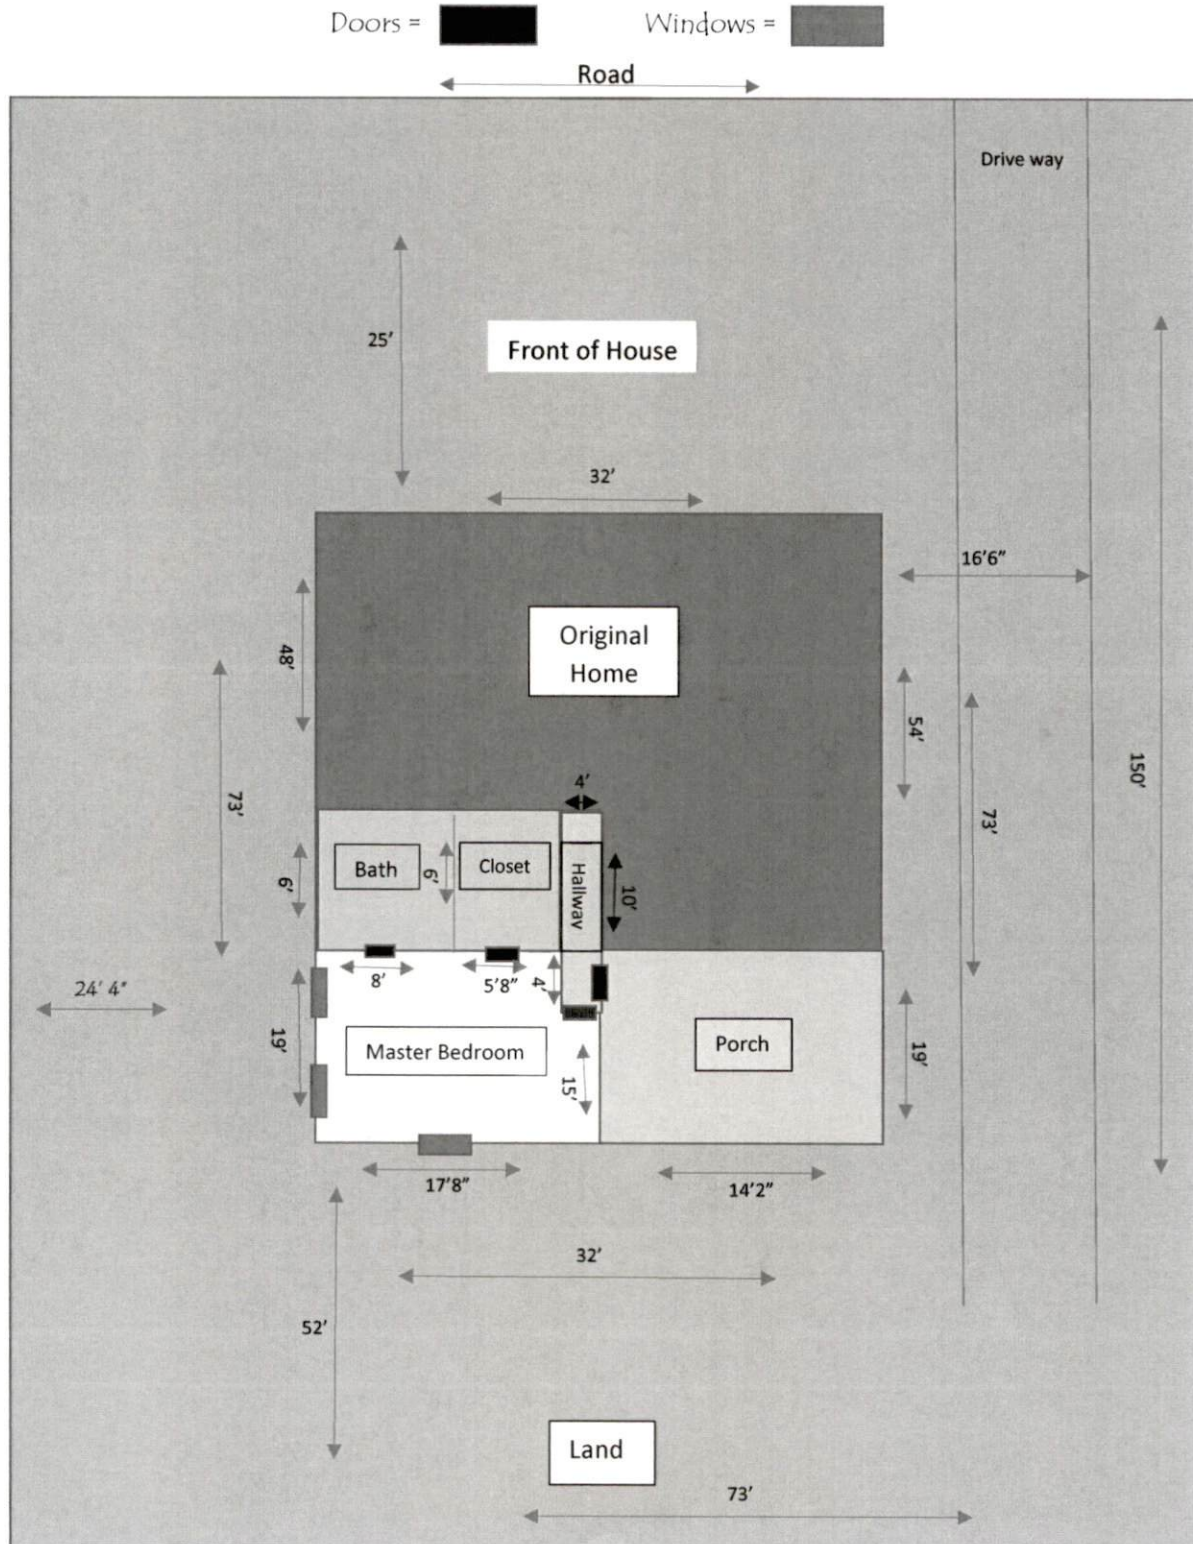 Doors =
Windows =
Road
Drive way
25'
Front of House
32'
16'6"
Original
Home
48'
54'
73'
73'
150'
4'
Bath
Closet
Hallway
6'
6'
10'
8'
5'8"
4'
24' 4"
19'
Master Bedroom
Porch
19'
15'
17'8"
14'2"
32'
52'
Land
73'